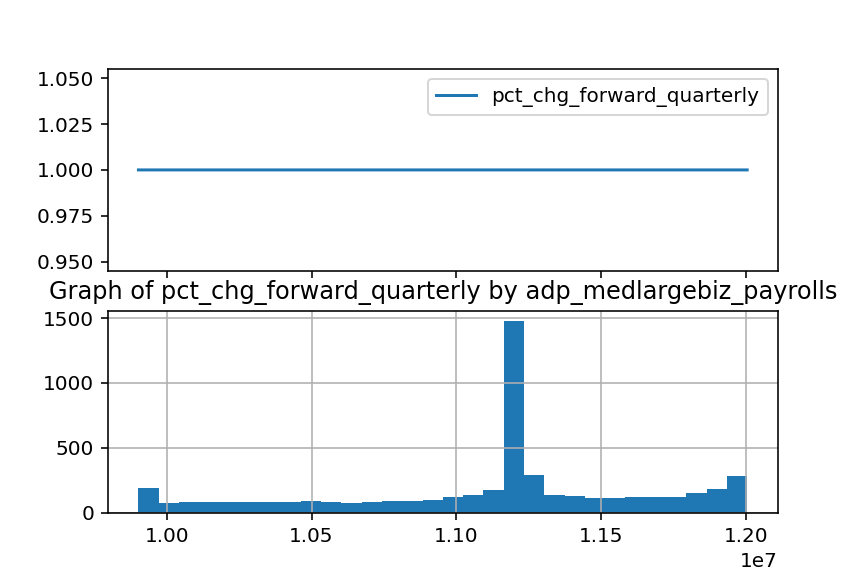 1.050
pct_chg_forward_quarterly
1.025
1.000
0.975
0.950
Graph of pct_chg_forward_quarterly by adp_medlargebiz_payrolls
1500
1000
500
0
1.00 1.05 1.10 1.15 1.20
1e7